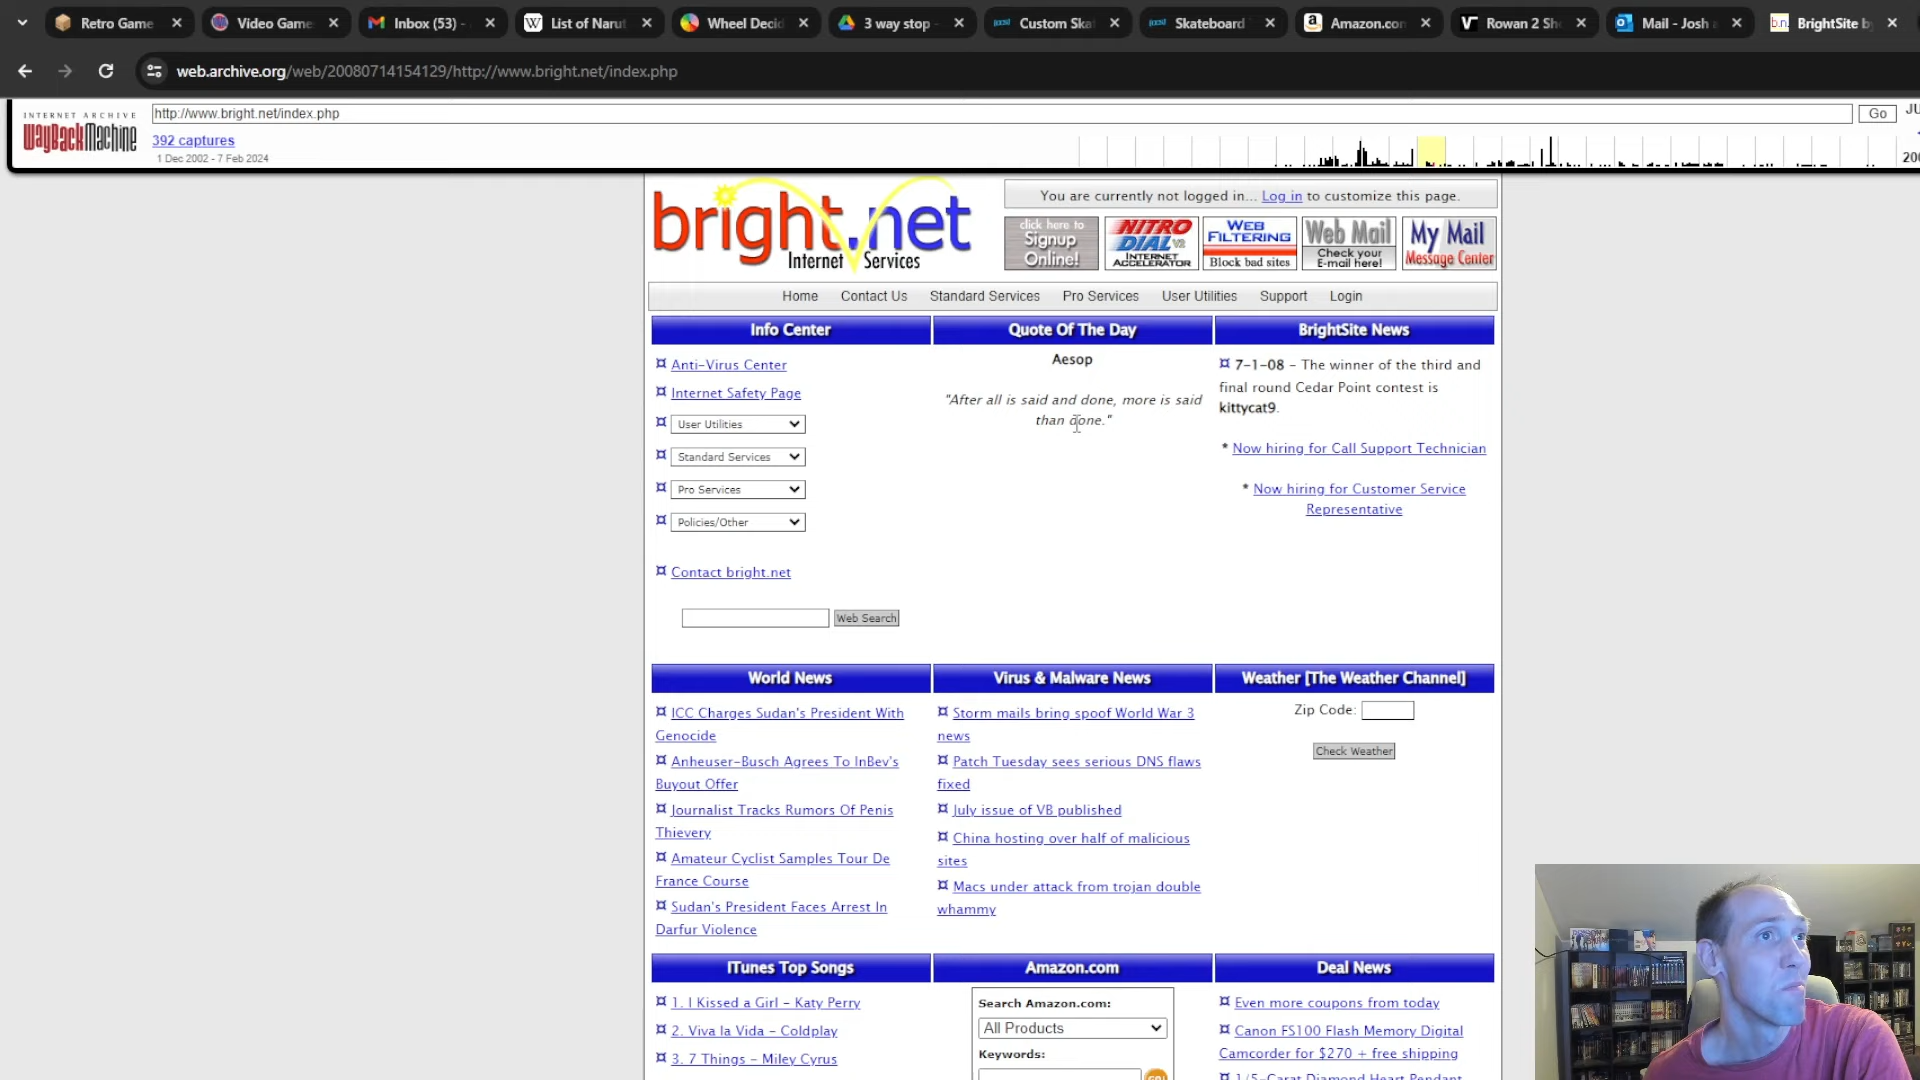 Retro Game
Video Game
Inbox (53) -
List of Narut
Wheel Decid
3 way stop -
Custom Skat
Skateboard
Amazon.com
Rowan 2 Sho
Mail - Josh
BrightSite by
web.archive.org/web/20080714154129/http://www.bright.net/index.php
INTERNET ARCHIVE
WayBackMachine
http://www.bright.net/index.php
Go
JU
392 captures
1 Dec 2002 - 7 Feb 2024
200
bright.net
Internet Services
You are currently not logged in... Log in to customize this page.
click here to
Signup
Online!
NITRO
DIAL V2
INTERNET
ACCELERATOR
WEB
FILTERING
Block bad sites
Web Mail
Check your
E-mail here!
My Mail
Message Center
Home Contact Us Standard Services Pro Services User Utilities Support Login
Info Center
Anti-Virus Center
Internet Safety Page
User Utilities
Standard Services
Pro Services
Policies/Other
Contact bright.net
Web Search
Quote Of The Day
Aesop
"After all is said and done, more is said
than done."
BrightSite News
7-1-08 - The winner of the third and
final round Cedar Point contest is
kittycat9.
* Now hiring for Call Support Technician
* Now hiring for Customer Service
Representative
World News
ICC Charges Sudan's President With
Genocide
Anheuser-Busch Agrees To InBev's
Buyout Offer
Journalist Tracks Rumors Of Penis
Thievery
Amateur Cyclist Samples Tour De
France Course
Sudan's President Faces Arrest In
Darfur Violence
Virus & Malware News
Storm mails bring spoof World War 3
news
Patch Tuesday sees serious DNS flaws
fixed
July issue of VB published
China hosting over half of malicious
sites
Macs under attack from trojan double
whammy
Weather [The Weather Channel]
Zip Code:
Check Weather
ITunes Top Songs
1. I Kissed a Girl - Katy Perry
2. Viva la Vida - Coldplay
3. 7 Things - Miley Cyrus
Amazon.com
Search Amazon.com:
All Products
Keywords:
GO!
Deal News
Even more coupons from today
Canon FS100 Flash Memory Digital
Camcorder for $270 + free shipping
1/5-Carat Diamond Heart Pendant